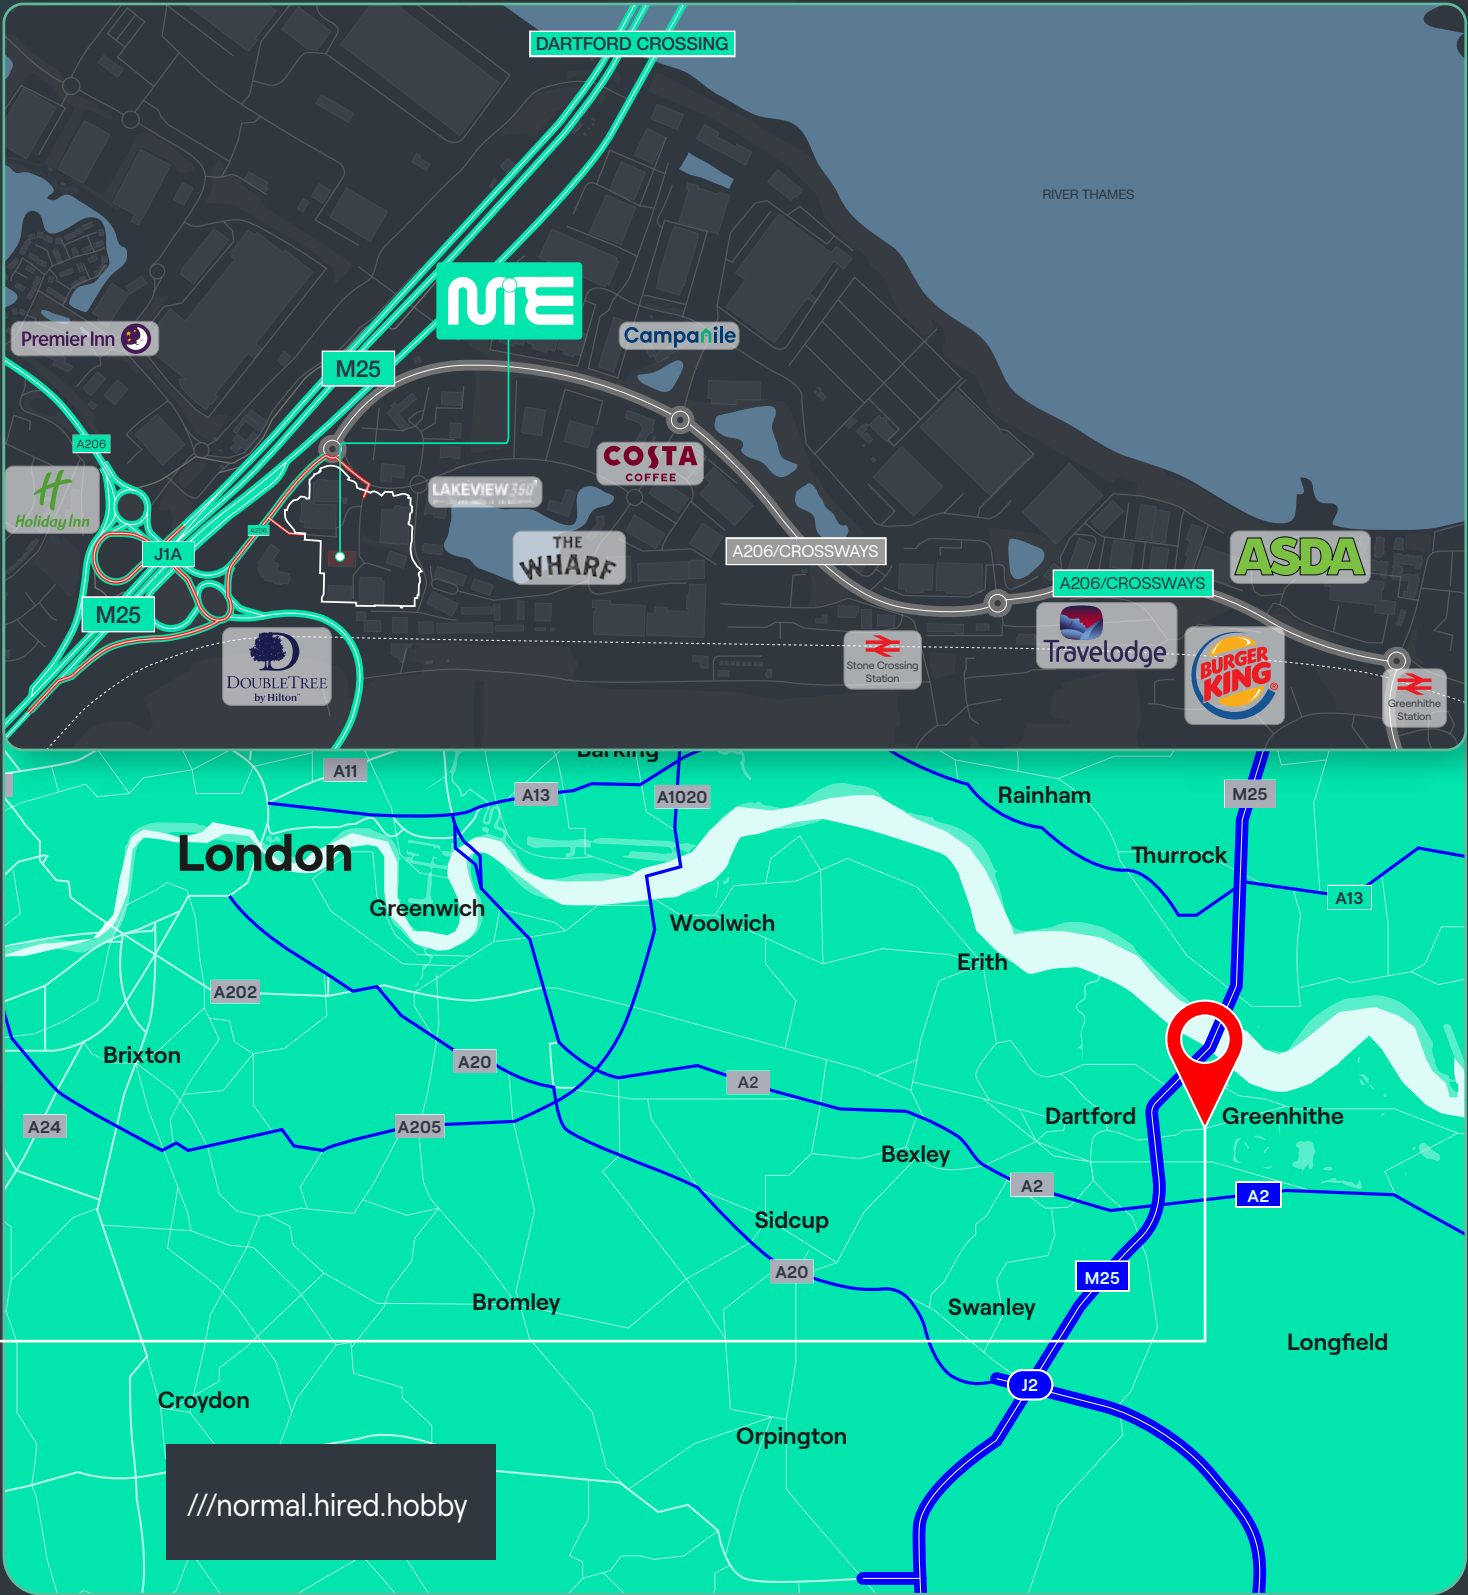 DARTFORD CROSSING
RIVER THAMES
MTE
Premier Inn
Campanile
M25
A206
COSTA
COFFEE
LAKEVIEW 360°
Holiday Inn
A206
THE
WHARF
A206/CROSSWAYS
ASDA
J1A
A206/CROSSWAYS
M25
Travelodge
Stone Crossing
Station
BURGER
KING
DOUBLETREE
by Hilton
Greenhithe
Station
Barking
A11
A13
A1020
Rainham
M25
London
Thurrock
Greenwich
A13
Woolwich
Erith
A202
Brixton
A20
A2
Dartford
Greenhithe
A24
A205
Bexley
A2
A2
Sidcup
A20
M25
Bromley
Swanley
Longfield
J2
Croydon
Orpington
///normal.hired.hobby